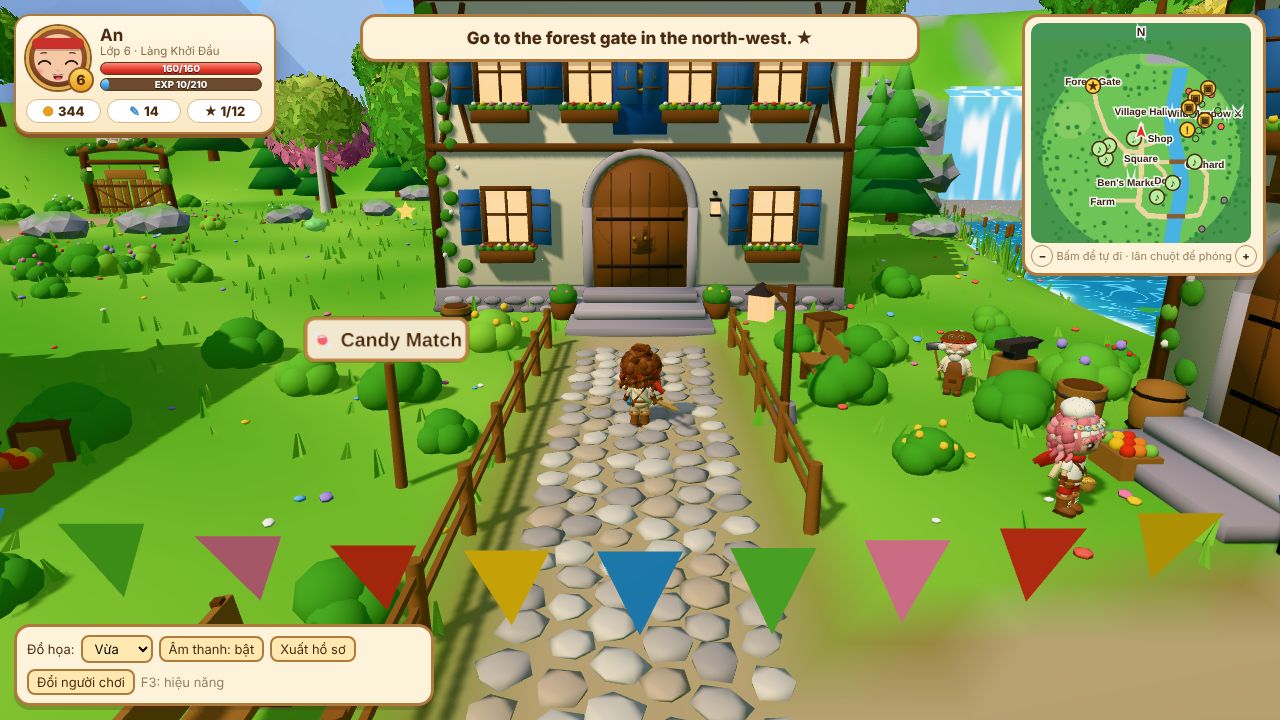 An
Lớp 6 · Làng Khởi Đầu
160/160
EXP 10/210
6
344
14
★ 1/12
Go to the forest gate in the north-west. ★
N
Gate
Village Hall
Shop
Square
Ben's Market
Farm
− Bấm để tự đi · lăn chuột để phóng +
Candy Match
Đồ họa: Vừa Âm thanh: bật Xuất hồ sơ
Đổi người chơi F3: hiệu năng